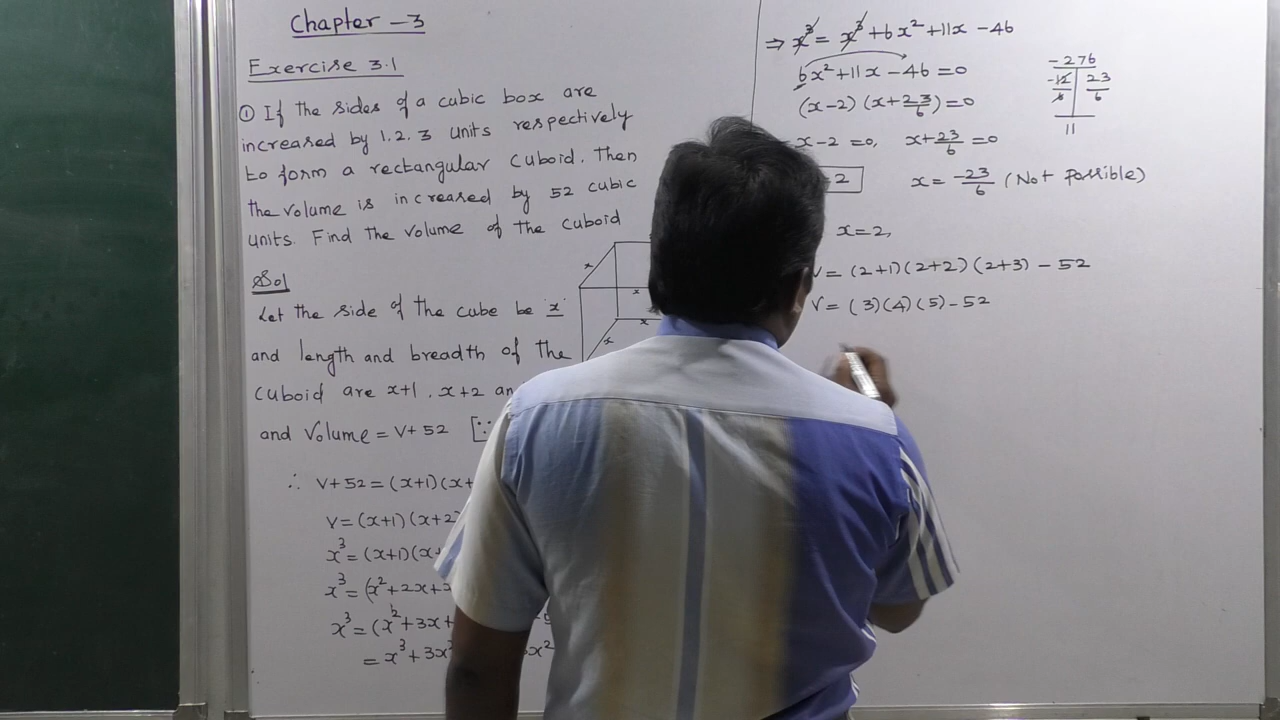 Chapter -3
Exercise 3.1
① If the sides of a cubic box are
increased by 1, 2, 3 units respectively
to form a rectangular cuboid. Then
the volume is increased by 52 cubic
units. Find the volume of the cuboid
Sol
Let the side of the cube be 'x'
and length and breadth of the
cuboid are x+1, x+2 an
and Volume = V+52 [∵
∴ V+52 = (x+1)(x+
V = (x+1)(x+2
x³ = (x+1)(x+
x³ = (x²+2x+
x³ = (x²+3x+
= x³+3x² 3x²
x
x
x
x
⇒ x³ = x³+6x²+11x-46
6x²+11x-46=0
(x-2)(x+23/6)=0
x-2=0, x+23/6=0
2 x = -23/6 (Not possible)
-276
-12 | 23
6 | 6
11
x=2,
V = (2+1)(2+2)(2+3) - 52
V = (3)(4)(5) - 52